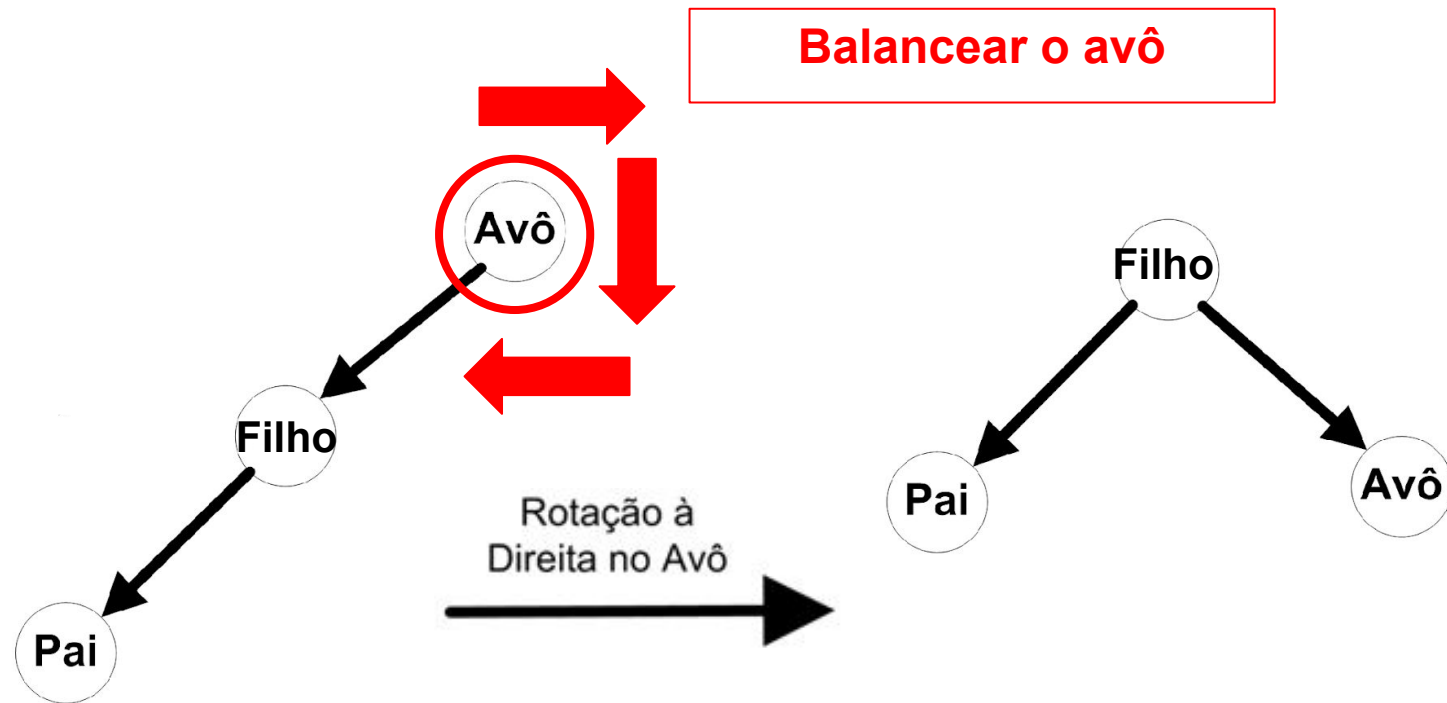 Balancear o avô
Avô
Filho
Filho
Pai
Avô
Rotação à
Direita no Avô
Pai